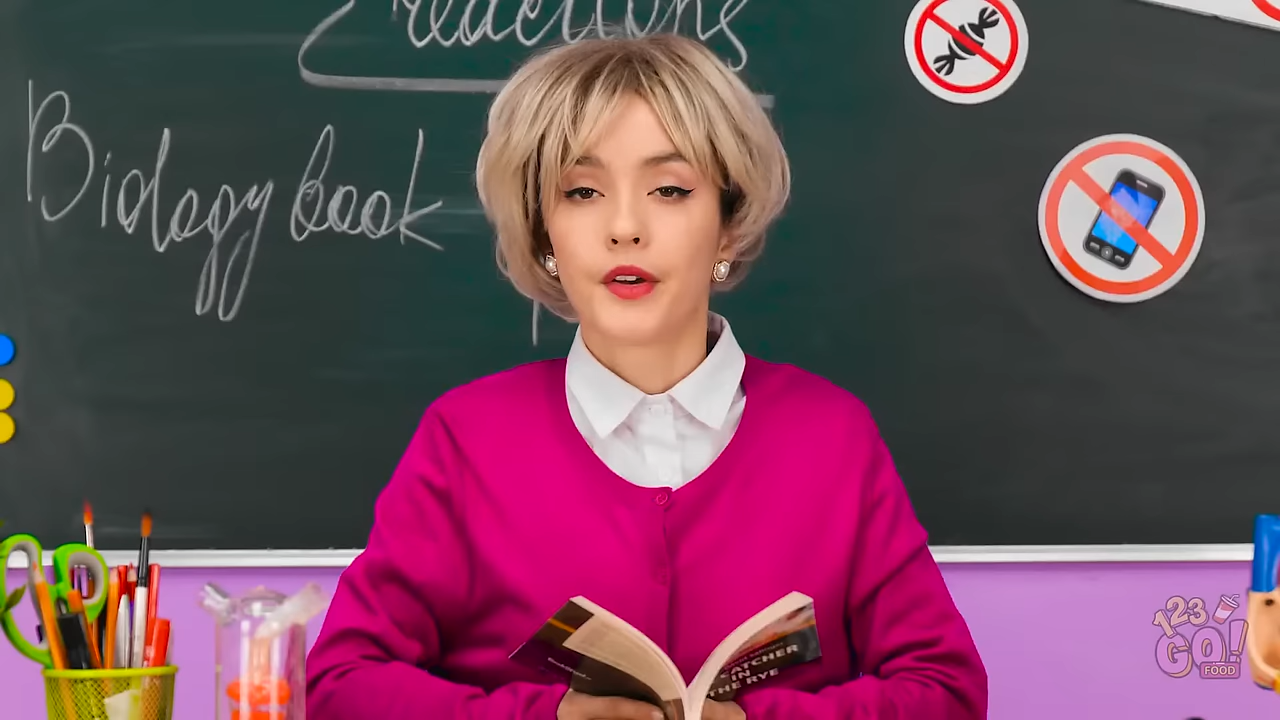 reactions
Biology book
CATCHER
IN
THE RYE
123
GO!
FOOD